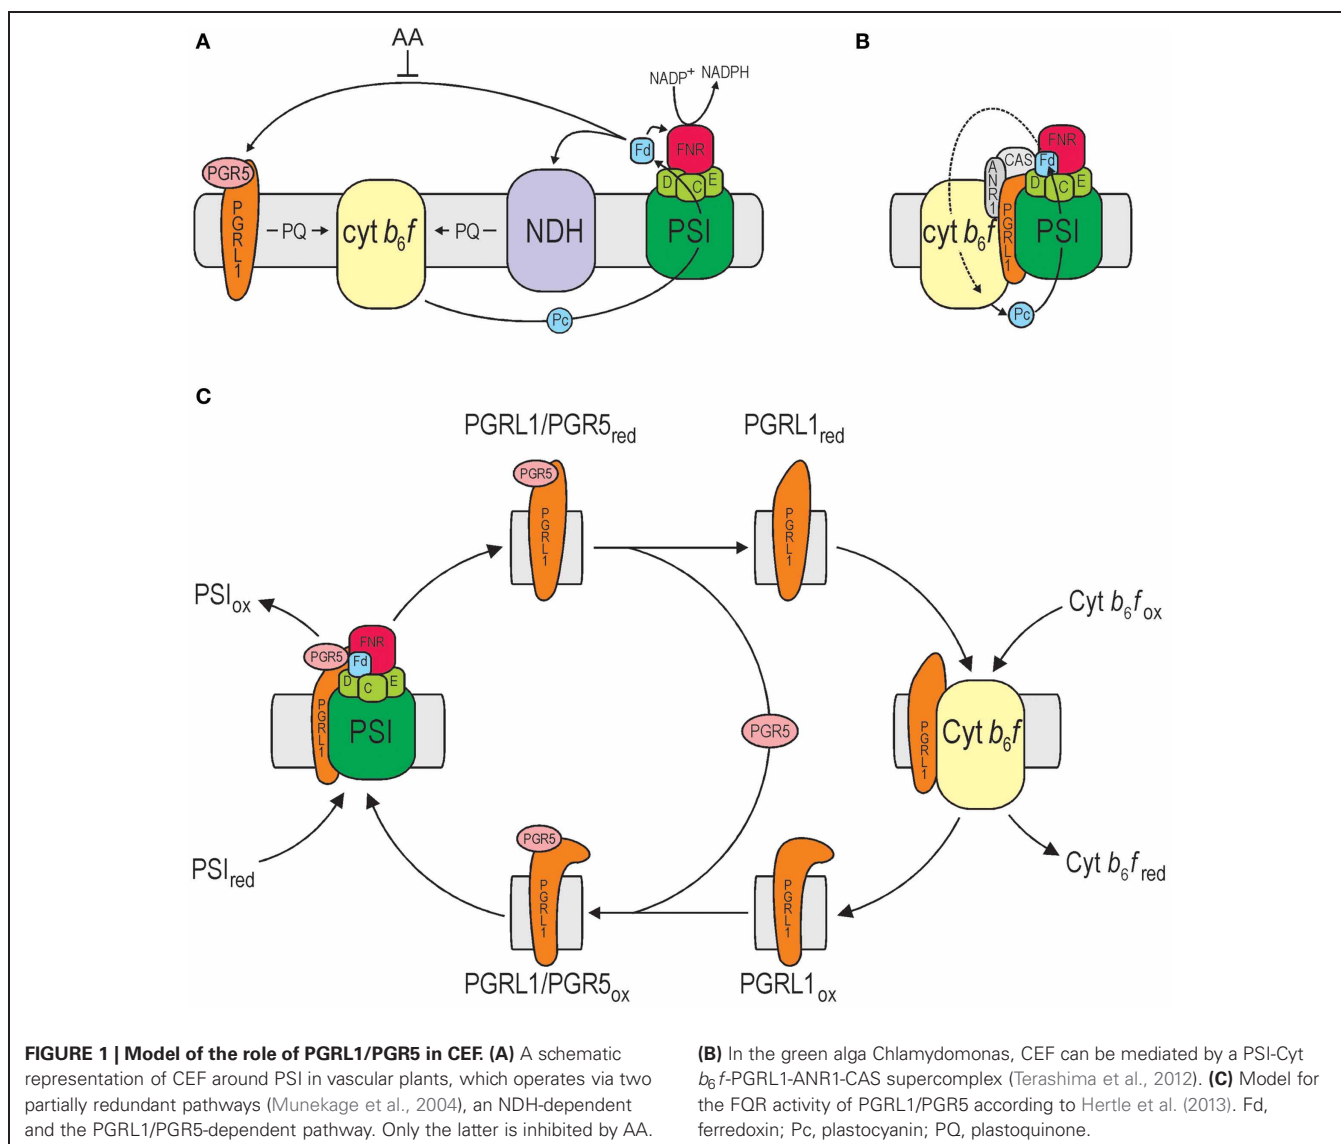 A
AA
NADP+ NADPH
Fd
FNR
PGR5
D
C
E
PGRL1
PQ
cyt b6f
PQ
NDH
PSI
Pc
B
FNR
CAS
Fd
ANR1
D
C
E
cyt b6f
PGRL1
PSI
Pc
C
PGRL1/PGR5red
PGRL1red
PGR5
PGRL1
PGRL1
PSIox
Cyt b6fox
FNR
PGR5
Fd
D
C
E
PGRL1
PSI
PGR5
PGRL1
Cyt b6f
PSIred
Cyt b6fred
PGR5
PGRL1
PGRL1
PGRL1/PGR5ox
PGRL1ox
FIGURE 1 | Model of the role of PGRL1/PGR5 in CEF. (A) A schematic
representation of CEF around PSI in vascular plants, which operates via two
partially redundant pathways (Munekage et al., 2004), an NDH-dependent
and the PGRL1/PGR5-dependent pathway. Only the latter is inhibited by AA.
(B) In the green alga Chlamydomonas, CEF can be mediated by a PSI-Cyt
b6f-PGRL1-ANR1-CAS supercomplex (Terashima et al., 2012). (C) Model for
the FQR activity of PGRL1/PGR5 according to Hertle et al. (2013). Fd,
ferredoxin; Pc, plastocyanin; PQ, plastoquinone.